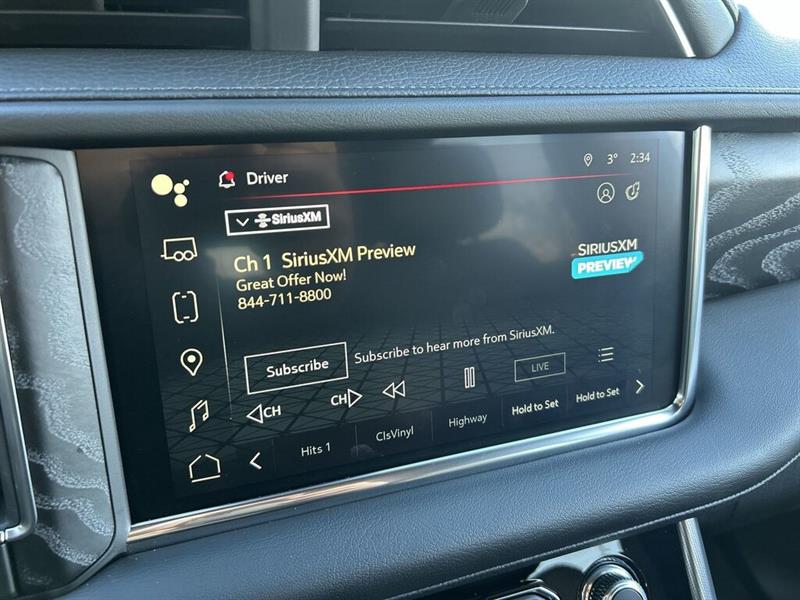 Driver
3° 2:34
SiriusXM
Ch 1 SiriusXM Preview
Great Offer Now!
844-711-8800
SIRIUSXM
PREVIEW
Subscribe
Subscribe to hear more from SiriusXM.
CH
CH
LIVE
Hits 1
ClsVinyl
Highway
Hold to Set
Hold to Set